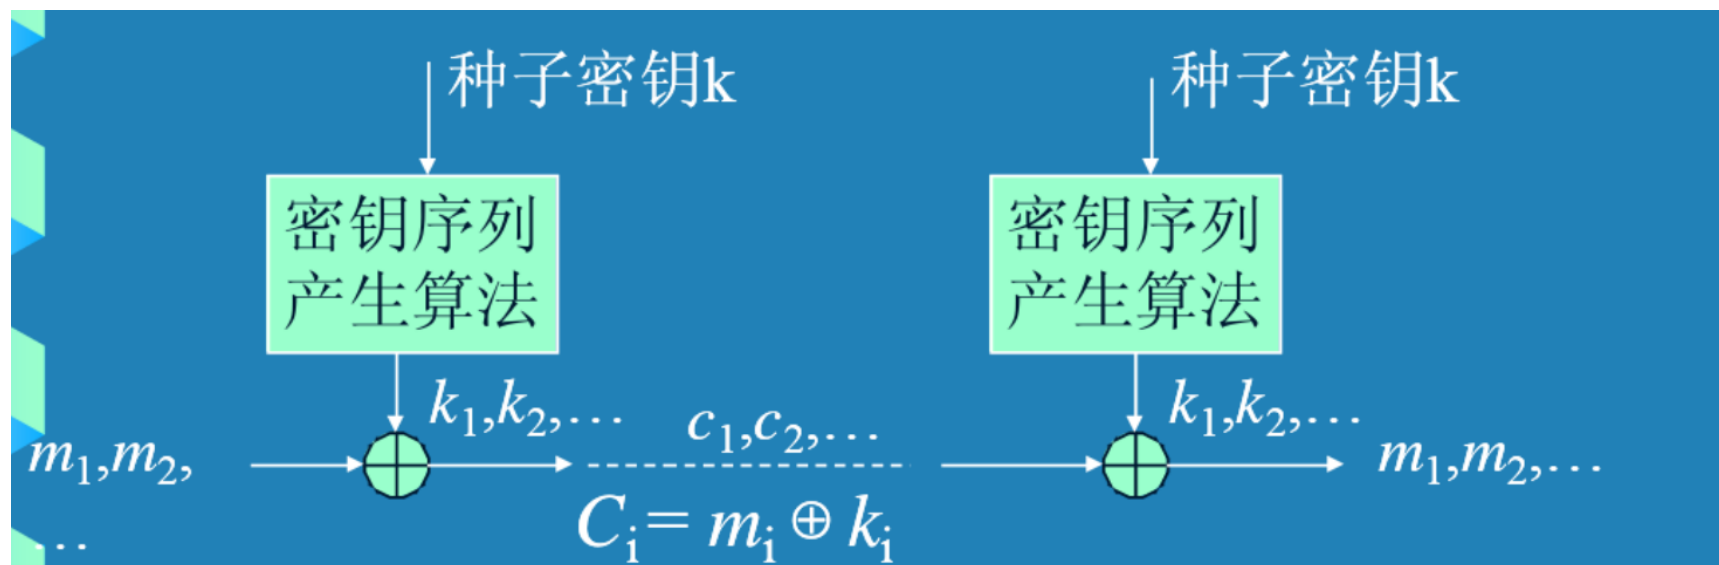 种子密钥k
种子密钥k
密钥序列
产生算法
密钥序列
产生算法
k₁,k₂,…
k₁,k₂,…
c₁,c₂,…
m₁,m₂,
…
m₁,m₂,…
Cᵢ= mᵢ ⊕ kᵢ